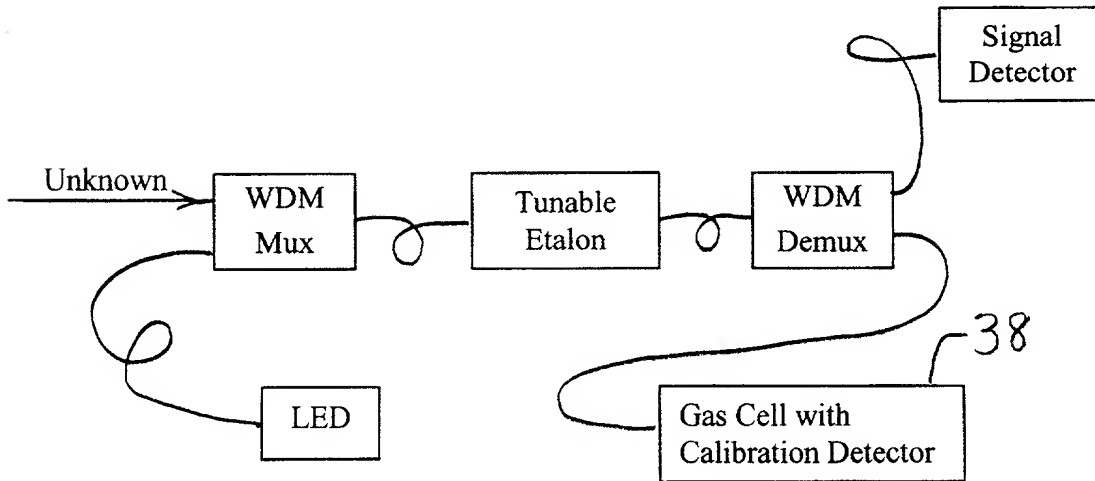 Signal
Detector
Unknown
WDM
Mux
Tunable
Etalon
WDM
Demux
38
LED
Gas Cell with
Calibration Detector